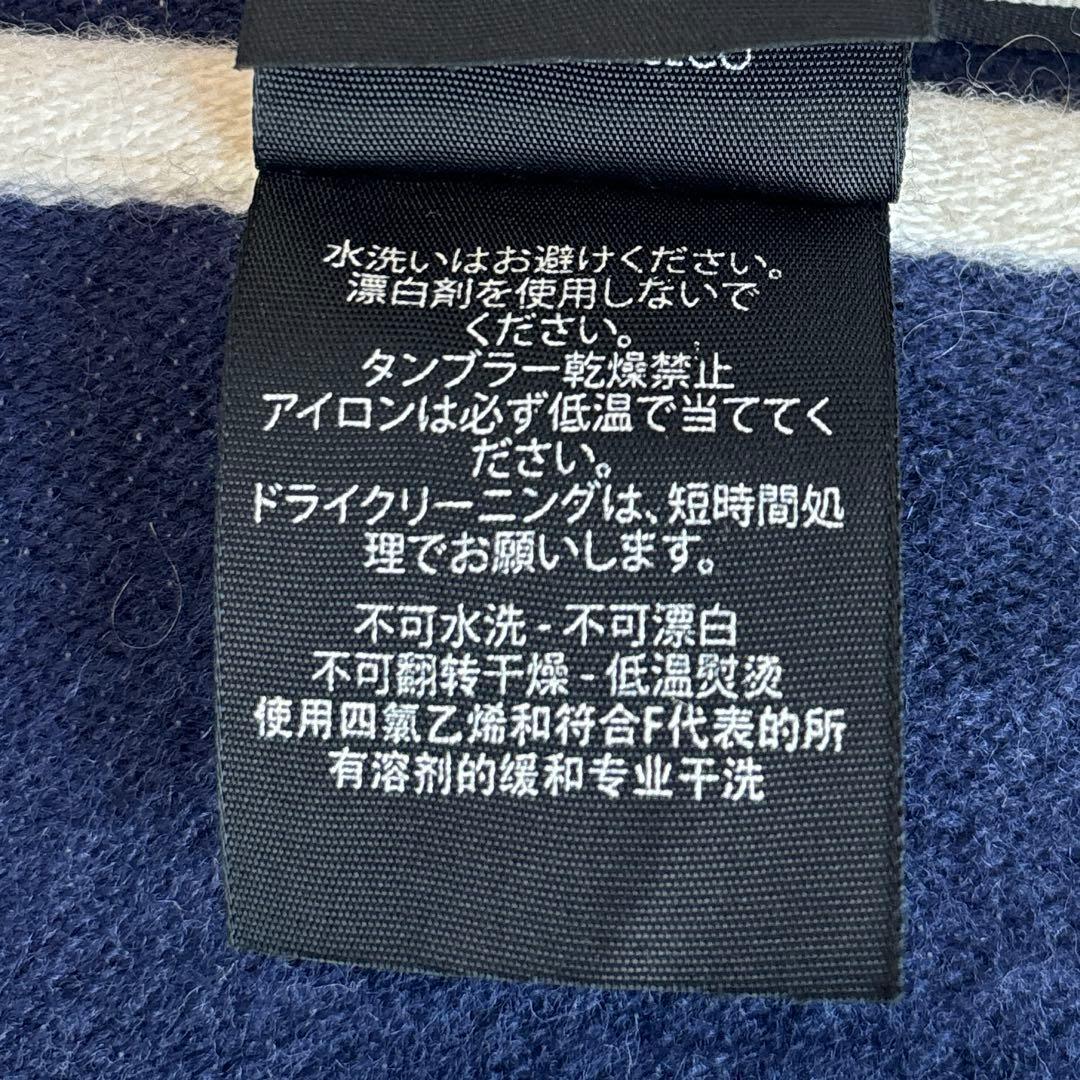 水洗いはお避けください。
漂白剤を使用しないで
ください。
タンブラー乾燥禁止
アイロンは必ず低温で当ててく
ださい。
ドライクリーニングは、短時間処
理でお願いします。
不可水洗 - 不可漂白
不可翻转干燥 - 低温熨烫
使用四氯乙烯和符合F代表的所
有溶剂的缓和专业干洗